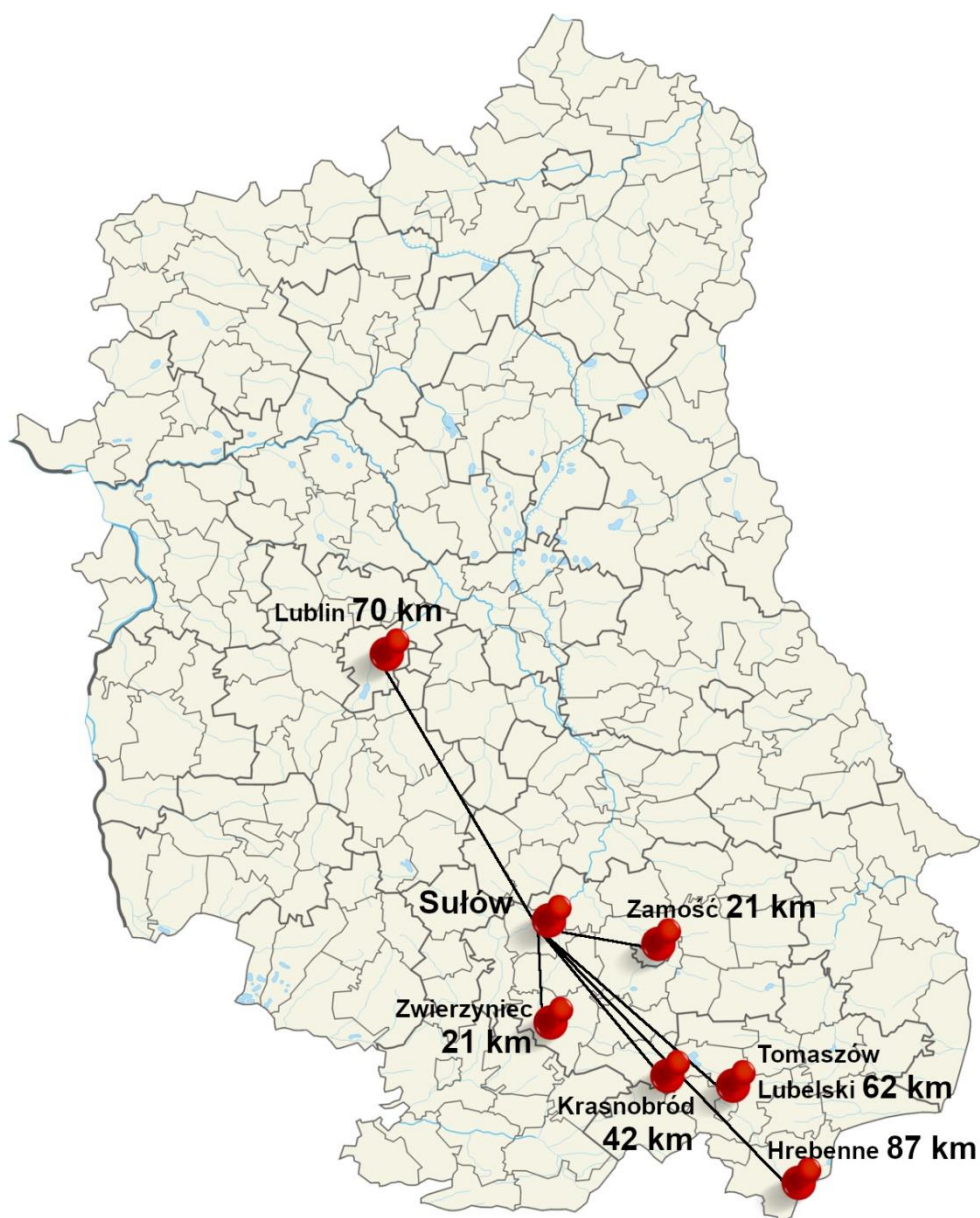 Lublin 70 km
Sułów
Zamość 21 km
Zwierzyniec
21 km
Tomaszów
Lubelski 62 km
Krasnobród
42 km
Hrebenne 87 km